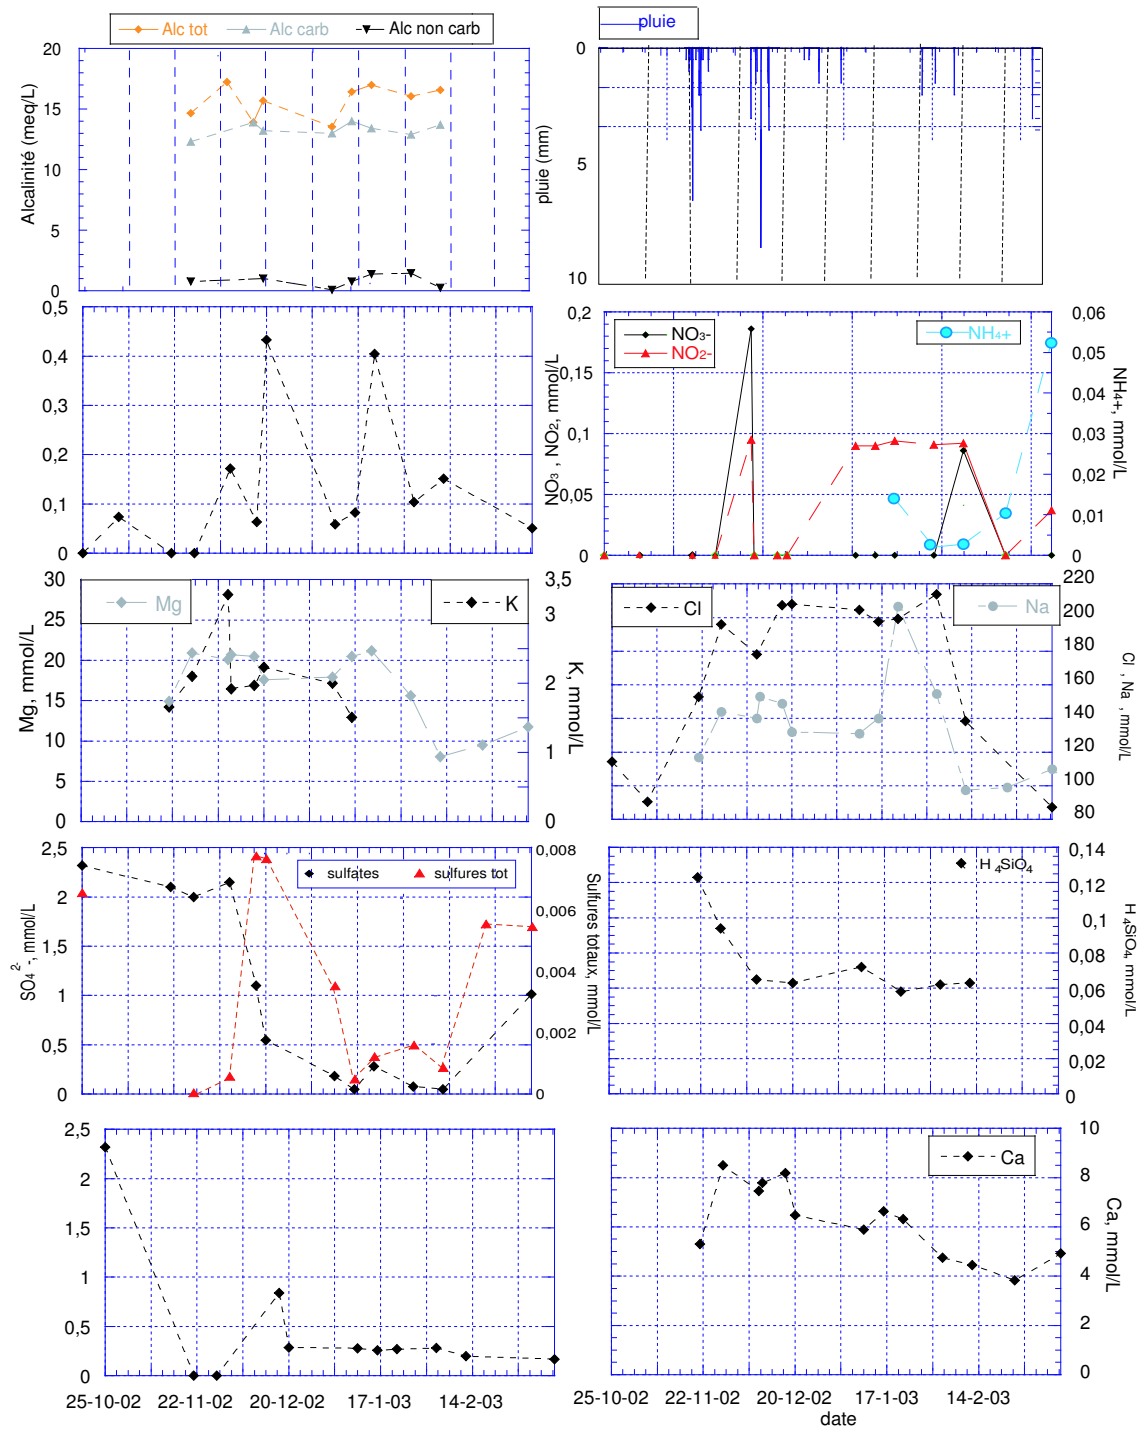 Alc tot Alc carb Alc non carb
pluie
Alcalinité (meq/L)
20
15
10
5
0
pluie (mm)
0
5
10
0,5
0,4
0,3
0,2
0,1
0
NO3 , NO2, mmol/L
0,2
0,15
0,1
0,05
0
NO3-
NO2-
NH4+
0,06
0,05
0,04
0,03
0,02
0,01
0
NH4+, mmol/L
Mg, mmol/L
30
25
20
15
10
5
0
Mg
K
3,5
3
2
1
0
K, mmol/L
Cl
Na
220
200
180
160
140
120
100
80
Cl , Na , mmol/L
SO4 2-, mmol/L
2,5
2
1,5
1
0,5
0
sulfates sulfures tot
0,008
0,006
0,004
0,002
0
Sulfures totaux, mmol/L
H4SiO4
0,14
0,12
0,1
0,08
0,06
0,04
0,02
0
H4SiO4, mmol/L
2,5
2
1,5
1
0,5
0
25-10-02 22-11-02 20-12-02 17-1-03 14-2-03
Ca
10
8
6
4
2
0
Ca, mmol/L
25-10-02 22-11-02 20-12-02 17-1-03 14-2-03
date